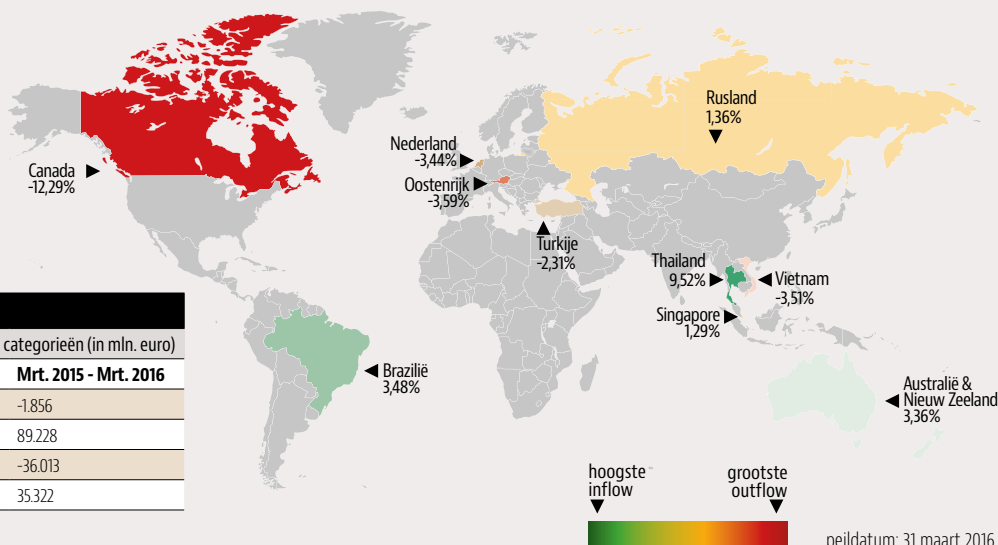 Rusland
1,36%
Nederland
-3,44%
Canada
-12,29%
Oostenrijk
-3,59%
Turkije
-2,31%
Thailand
9,52%
Vietnam
-3,51%
Singapore
1,29%
Brazilië
3,48%
Australië &
Nieuw Zeeland
3,36%
categorieën (in mln. euro)
Mrt. 2015 - Mrt. 2016
-1.856
89.228
-36.013
35.322
hoogste
inflow
grootste
outflow
peildatum: 31 maart 2016